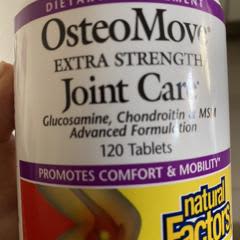 OsteoMove
EXTRA STRENGTH
Joint Care
Glucosamine, Chondroitin & MSM
Advanced Formulation
120 Tablets
PROMOTES COMFORT & MOBILITY*
natural
Factors